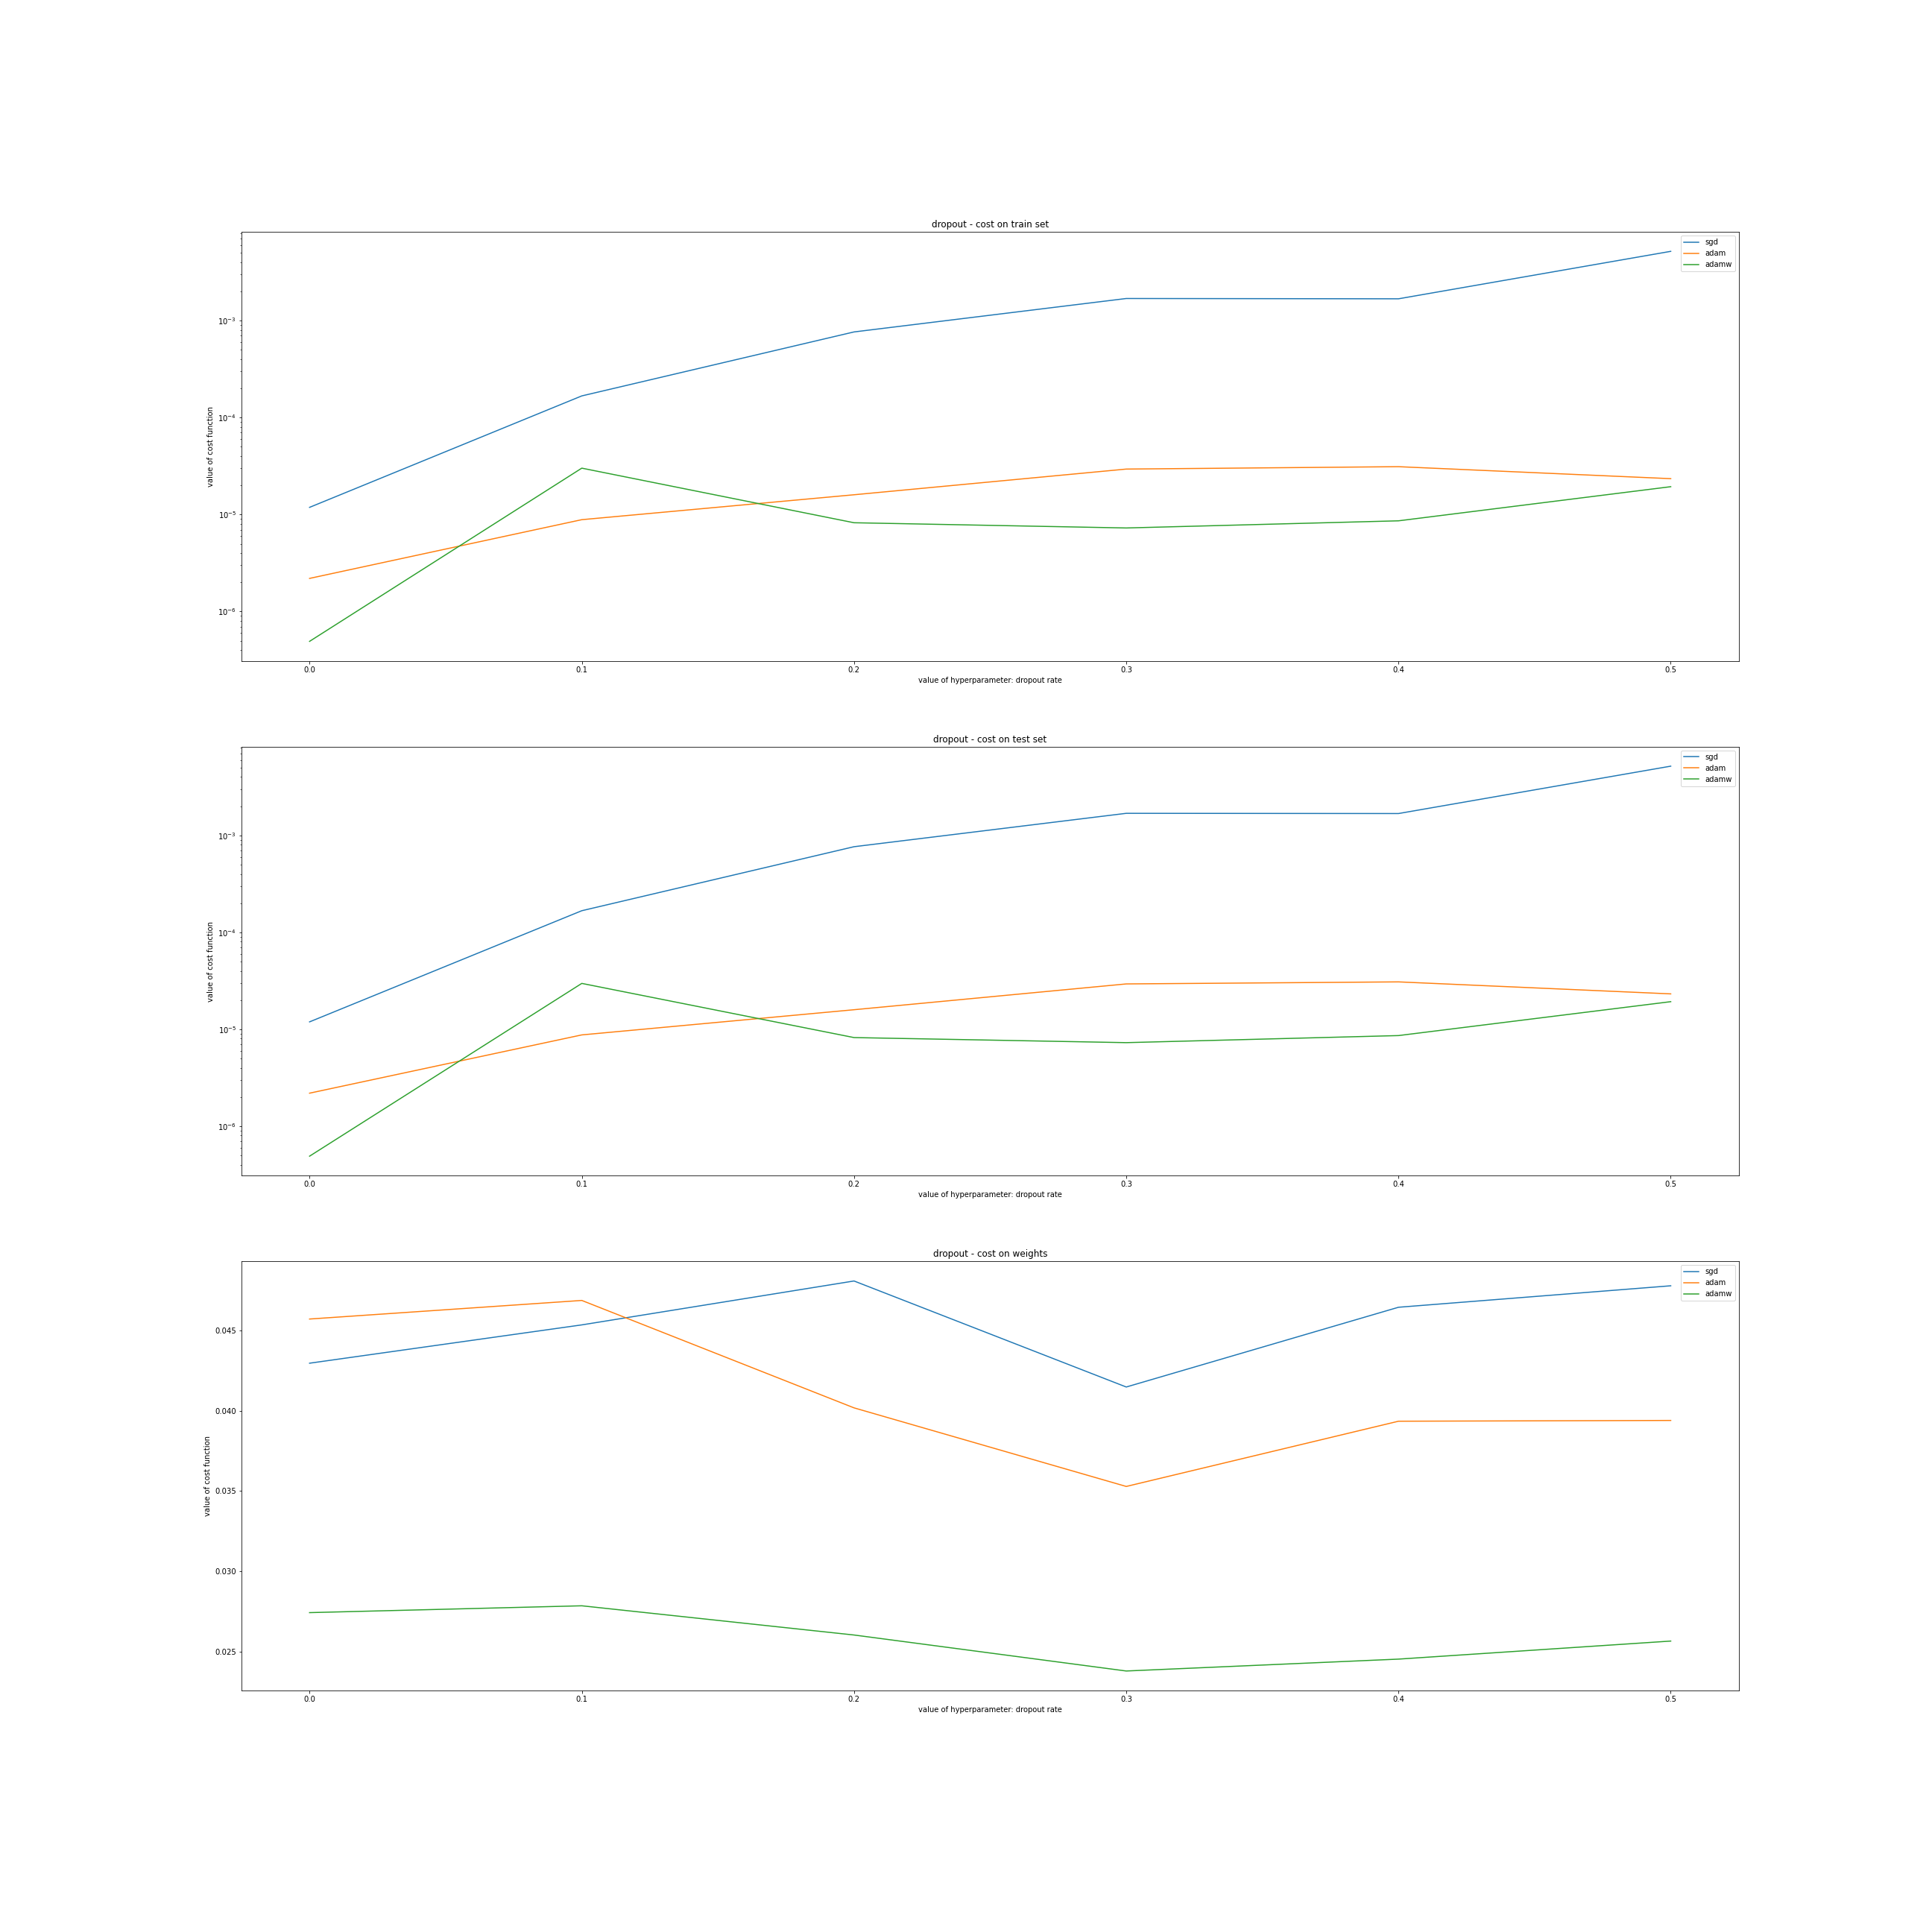 dropout - cost on train set
sgd
adam
adamw
value of cost function
10⁻³
10⁻⁴
10⁻⁵
10⁻⁶
0.0 0.1 0.2 0.3 0.4 0.5
value of hyperparameter: dropout rate
dropout - cost on test set
sgd
adam
adamw
value of cost function
10⁻³
10⁻⁴
10⁻⁵
10⁻⁶
0.0 0.1 0.2 0.3 0.4 0.5
value of hyperparameter: dropout rate
dropout - cost on weights
sgd
adam
adamw
value of cost function
0.045
0.040
0.035
0.030
0.025
0.0 0.1 0.2 0.3 0.4 0.5
value of hyperparameter: dropout rate